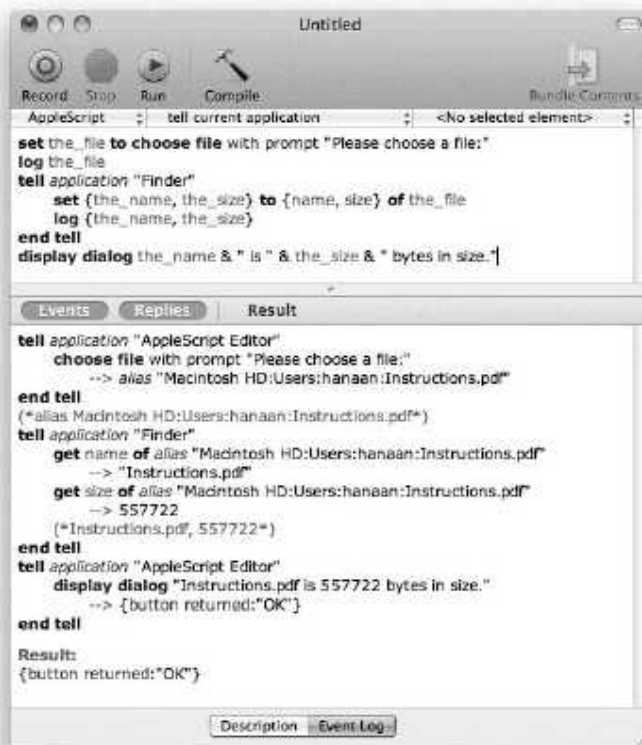 Untitled
Record Stop Run Compile Bundle Contents
AppleScript tell current application <No selected element>
set the_file to choose file with prompt "Please choose a file:"
log the_file
tell application "Finder"
set {the_name, the_size} to {name, size} of the_file
log {the_name, the_size}
end tell
display dialog the_name & " is " & the_size & " bytes in size."
Events Replies Result
tell application "AppleScript Editor"
choose file with prompt "Please choose a file:"
--> alias "Macintosh HD:Users:hanaan:Instructions.pdf"
end tell
(*alias Macintosh HD:Users:hanaan:Instructions.pdf*)
tell application "Finder"
get name of alias "Macintosh HD:Users:hanaan:Instructions.pdf"
--> "Instructions.pdf"
get size of alias "Macintosh HD:Users:hanaan:Instructions.pdf"
--> 557722
(*Instructions.pdf, 557722*)
end tell
tell application "AppleScript Editor"
display dialog "Instructions.pdf is 557722 bytes in size."
--> {button returned:"OK"}
end tell
Result:
{button returned:"OK"}
Description Event Log